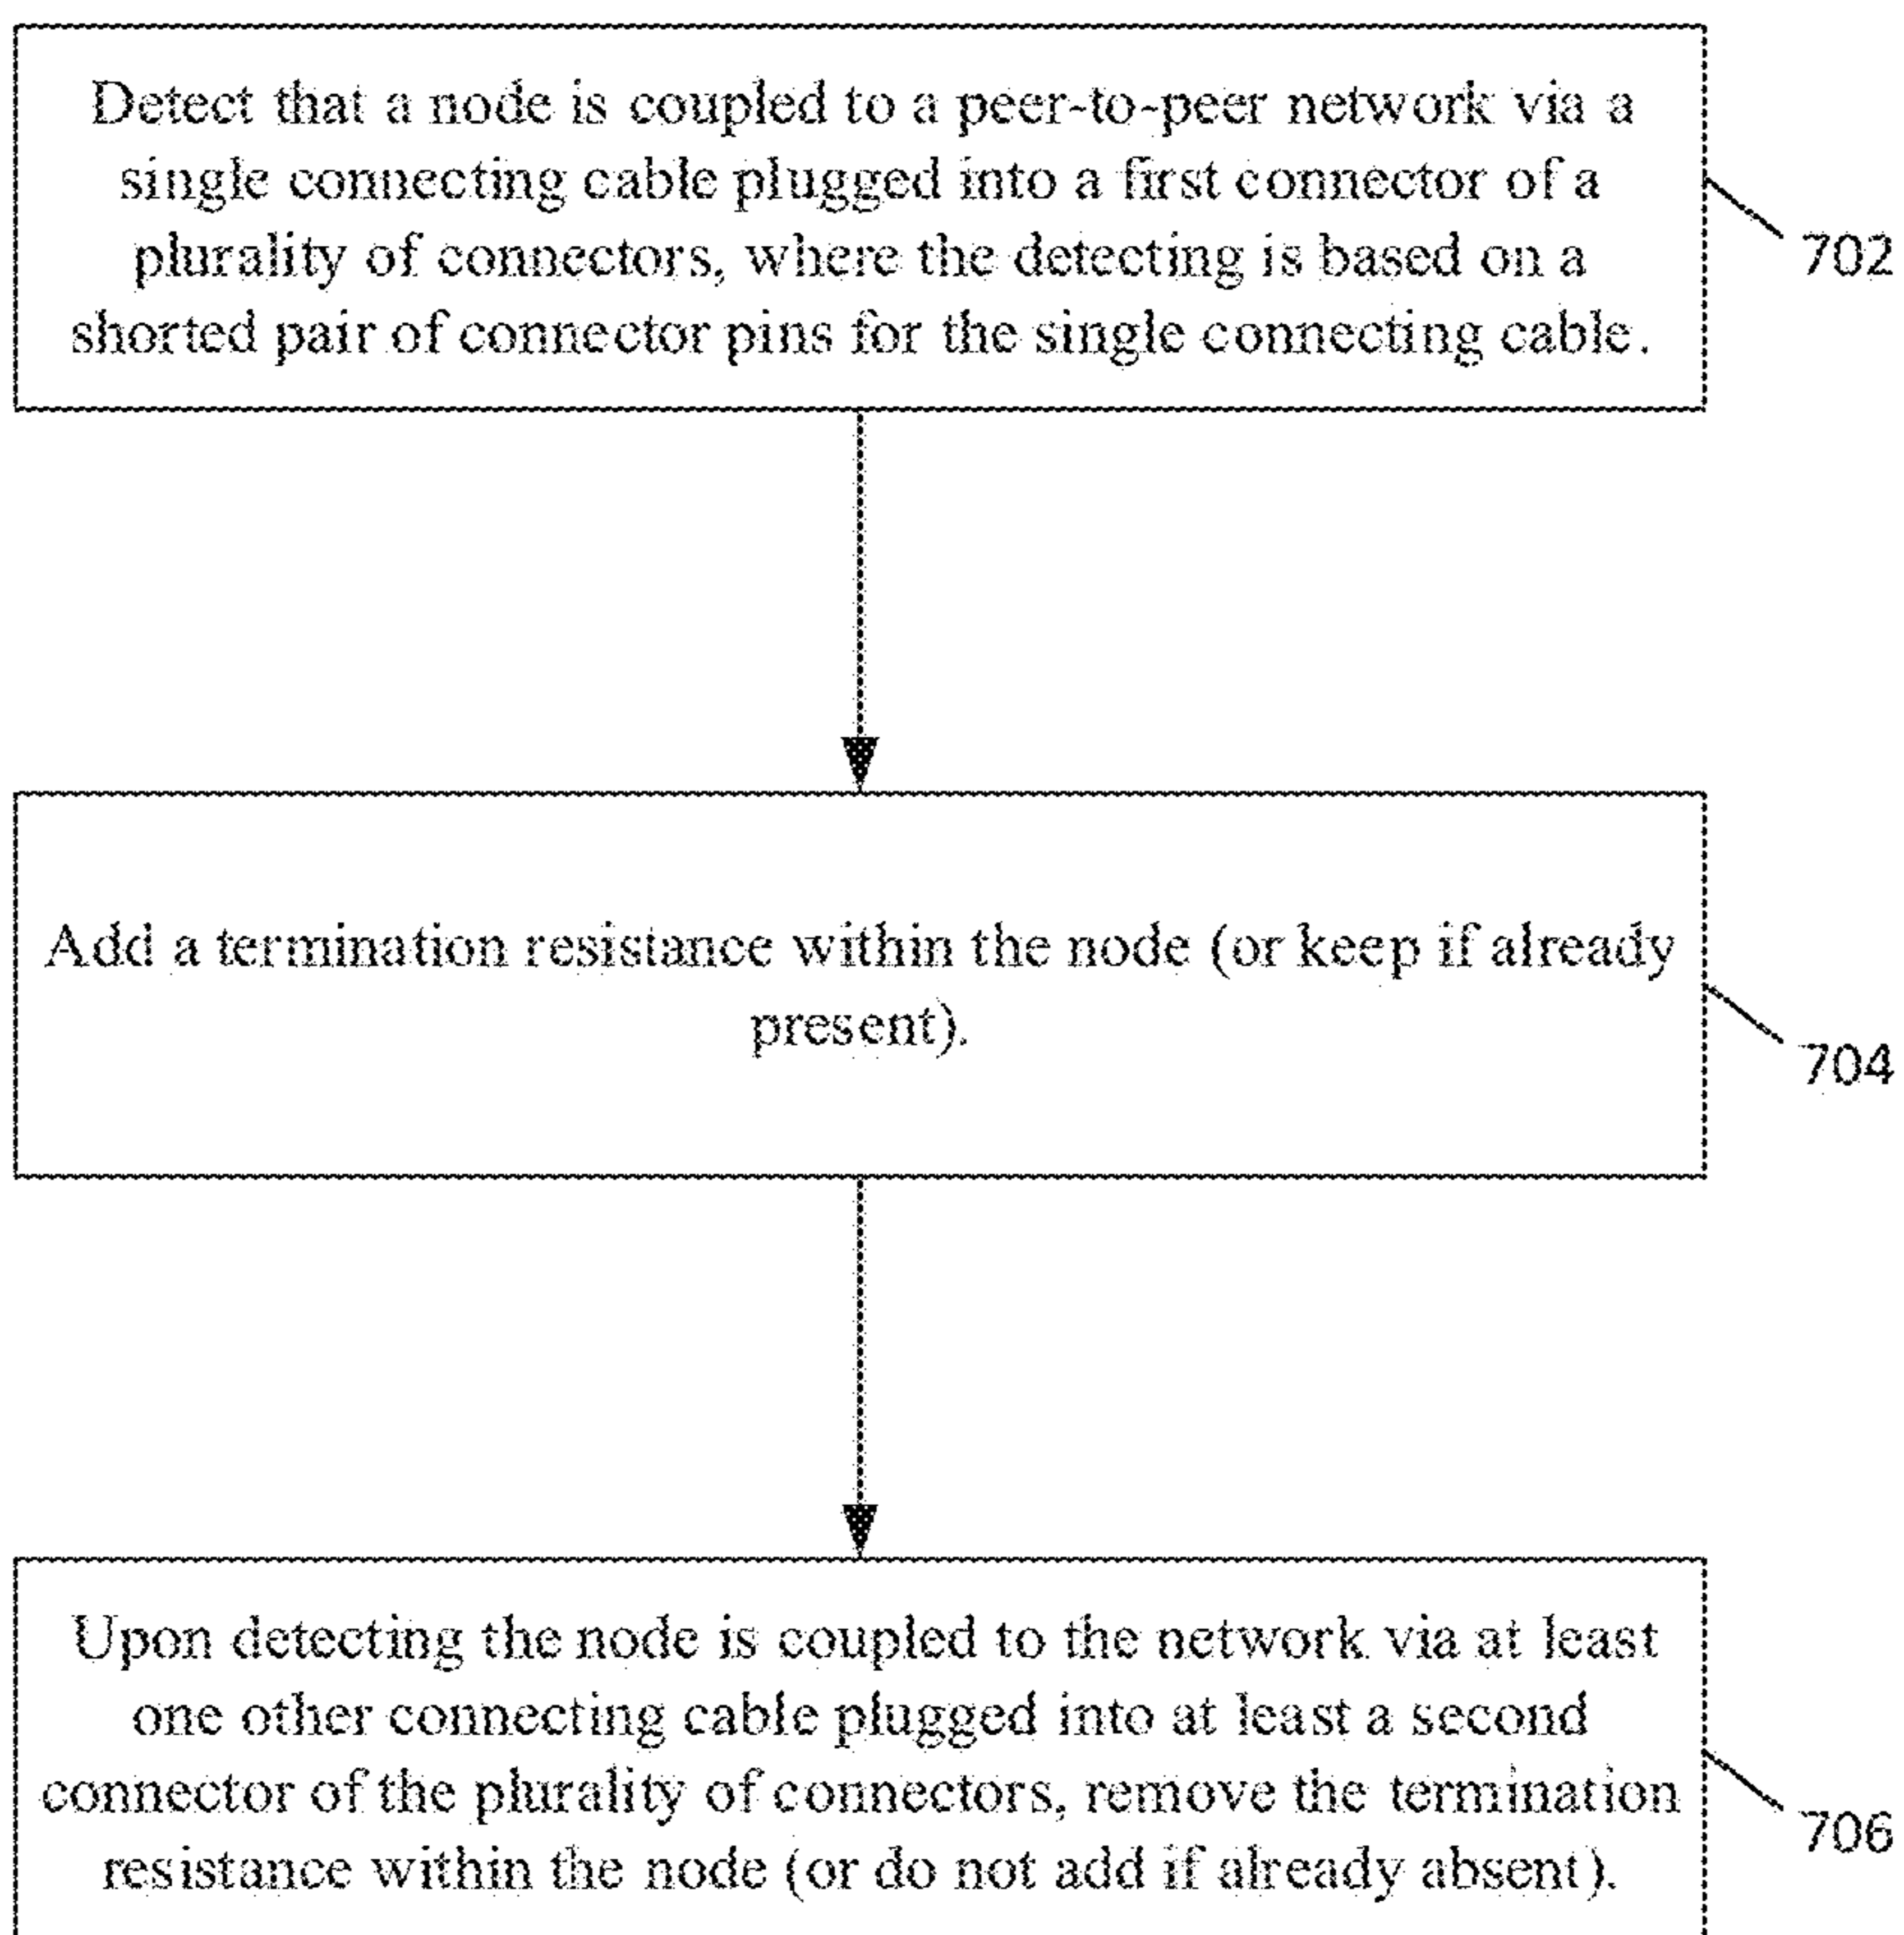 Detect that a node is coupled to a peer-to-peer network via a
single connecting cable plugged into a first connector of a
plurality of connectors, where the detecting is based on a
shorted pair of connector pins for the single connecting cable.
702
Add a termination resistance within the node (or keep if already
present).
704
Upon detecting the node is coupled to the network via at least
one other connecting cable plugged into at least a second
connector of the plurality of connectors, remove the termination
resistance within the node (or do not add if already absent).
706